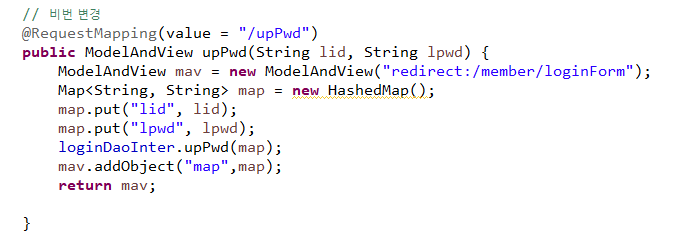 // 비번 변경
@RequestMapping(value = "/upPwd")
public ModelAndView upPwd(String lid, String lpwd) {
    ModelAndView mav = new ModelAndView("redirect:/member/loginForm");
    Map<String, String> map = new HashedMap();
    map.put("lid", lid);
    map.put("lpwd", lpwd);
    loginDaoInter.upPwd(map);
    mav.addObject("map",map);
    return mav;
}